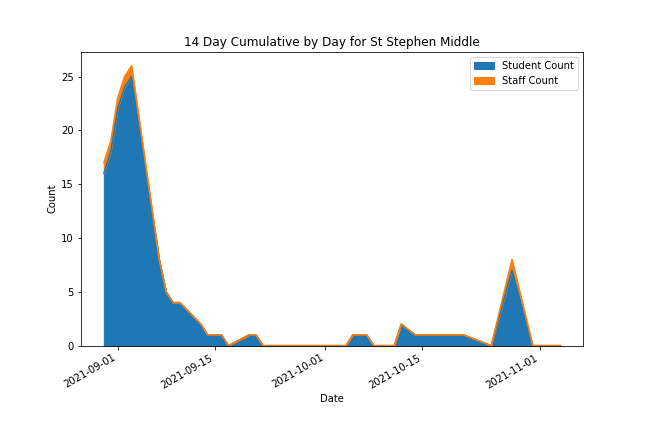 14 Day Cumulative by Day for St Stephen Middle
Student Count
Staff Count
25
20
15
10
5
0
Count
2021-09-01
2021-09-15
2021-10-01
2021-10-15
2021-11-01
Date